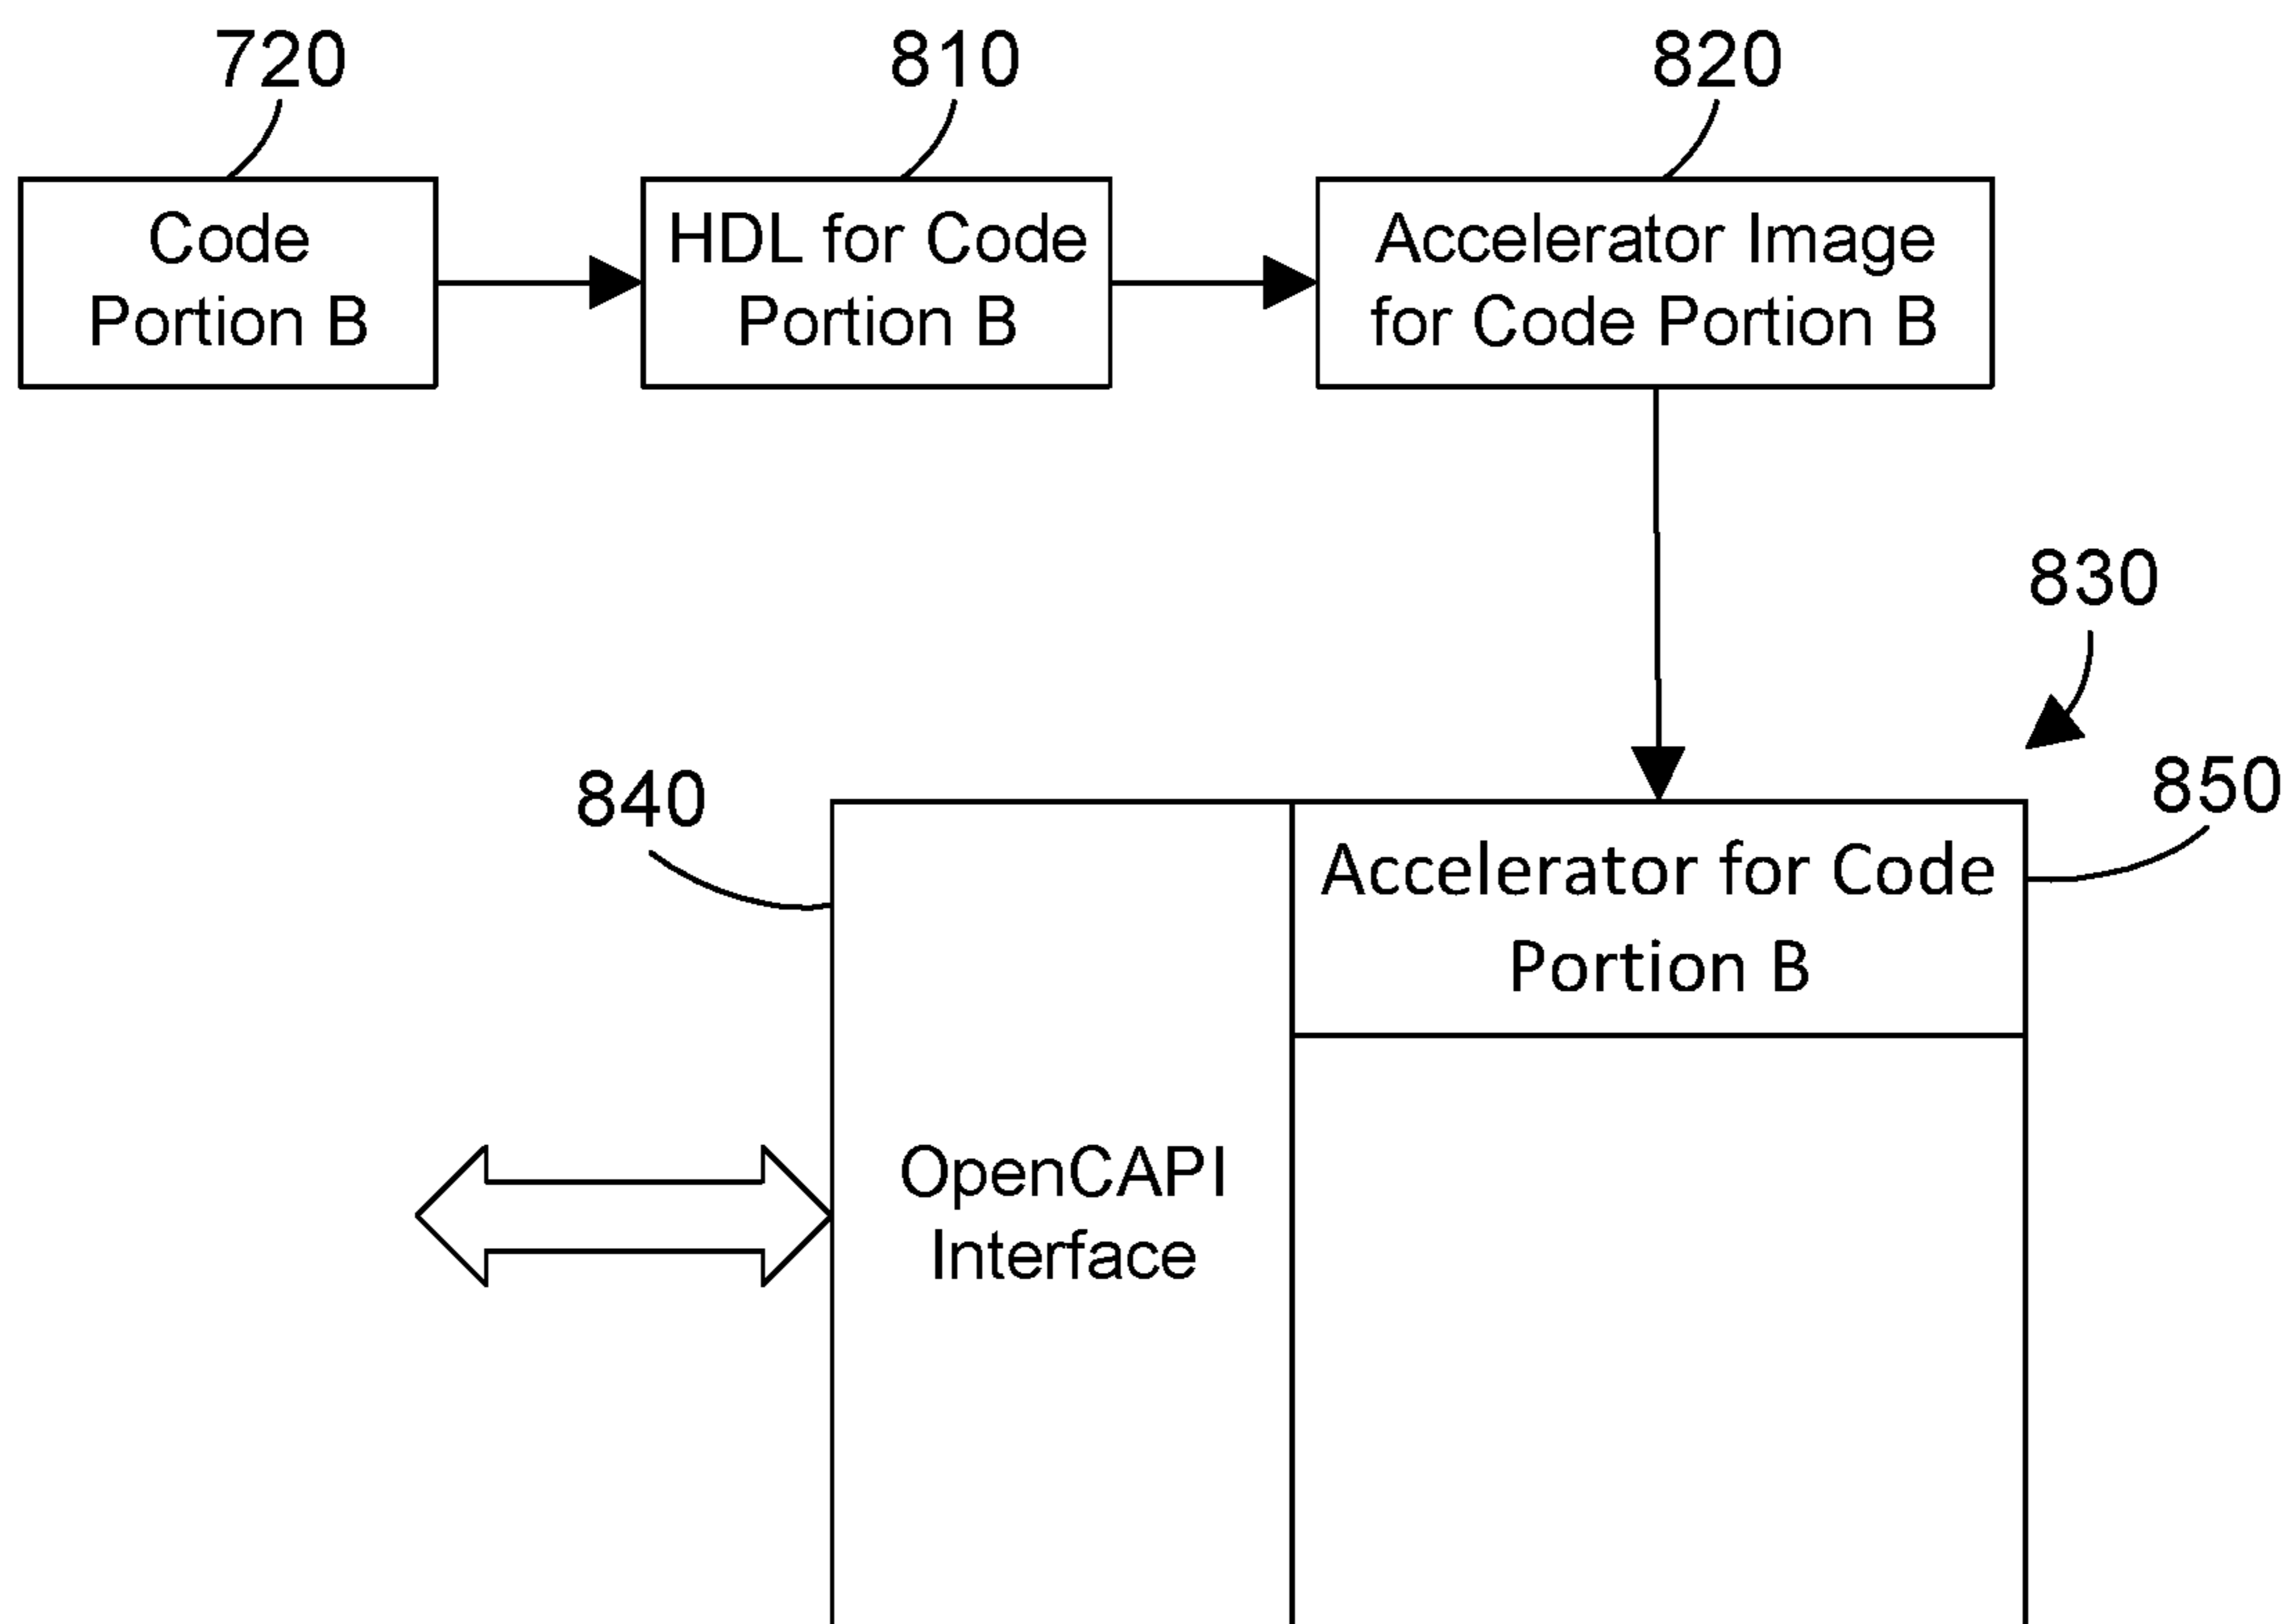 720
810
820
Code
Portion B
HDL for Code
Portion B
Accelerator Image
for Code Portion B
830
840
850
Accelerator for Code
Portion B
OpenCAPI
Interface